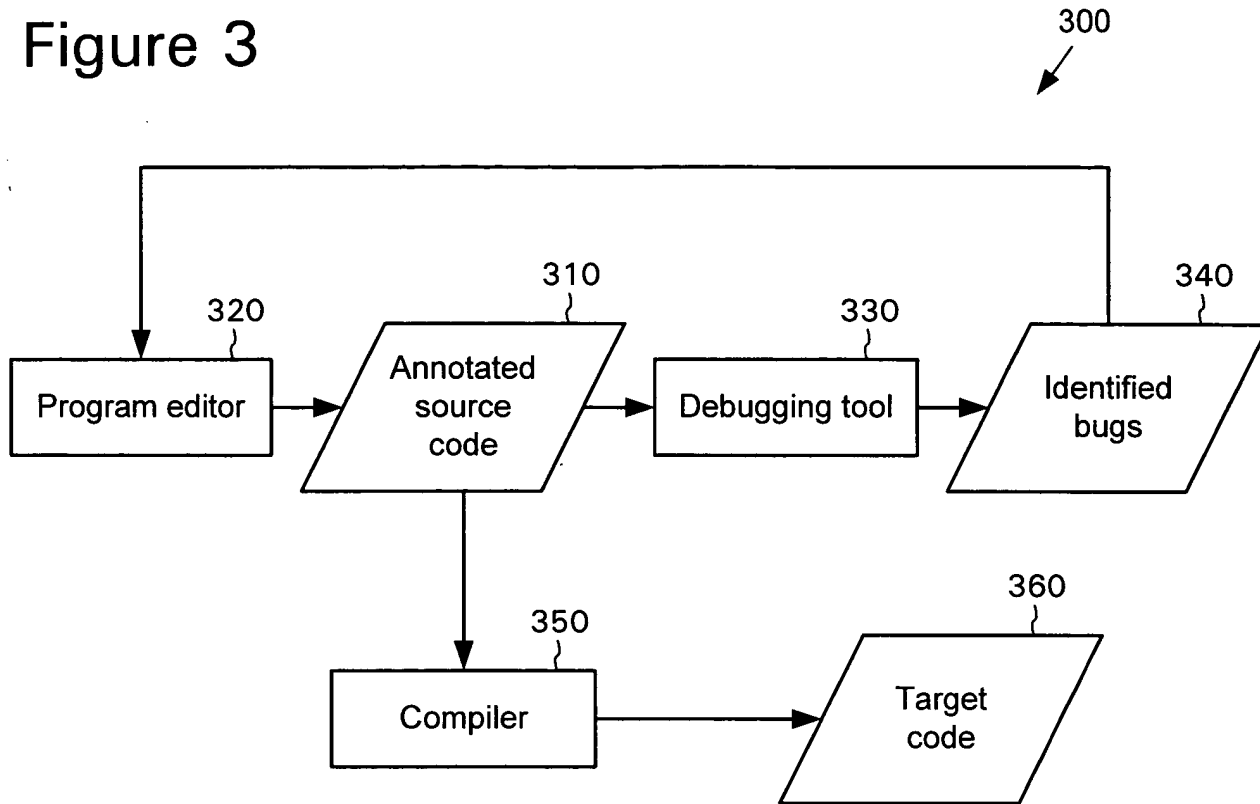 Figure 3
300
310
340
320
330
Program editor
Annotated
source
code
Debugging tool
Identified
bugs
350
360
Compiler
Target
code